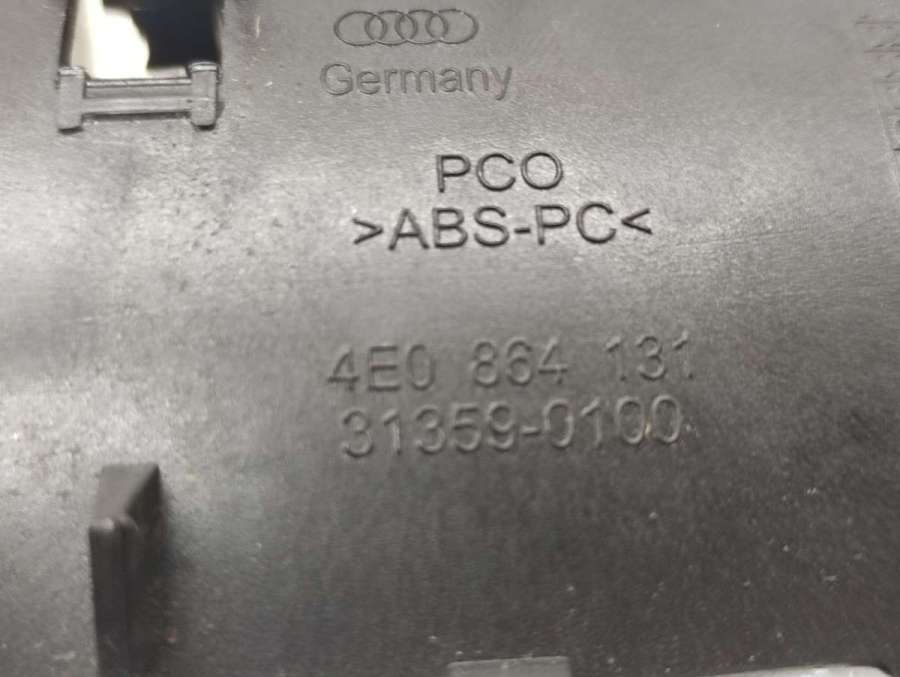 Germany
PCO
>ABS-PC<
4E0 864 131
31359-0100